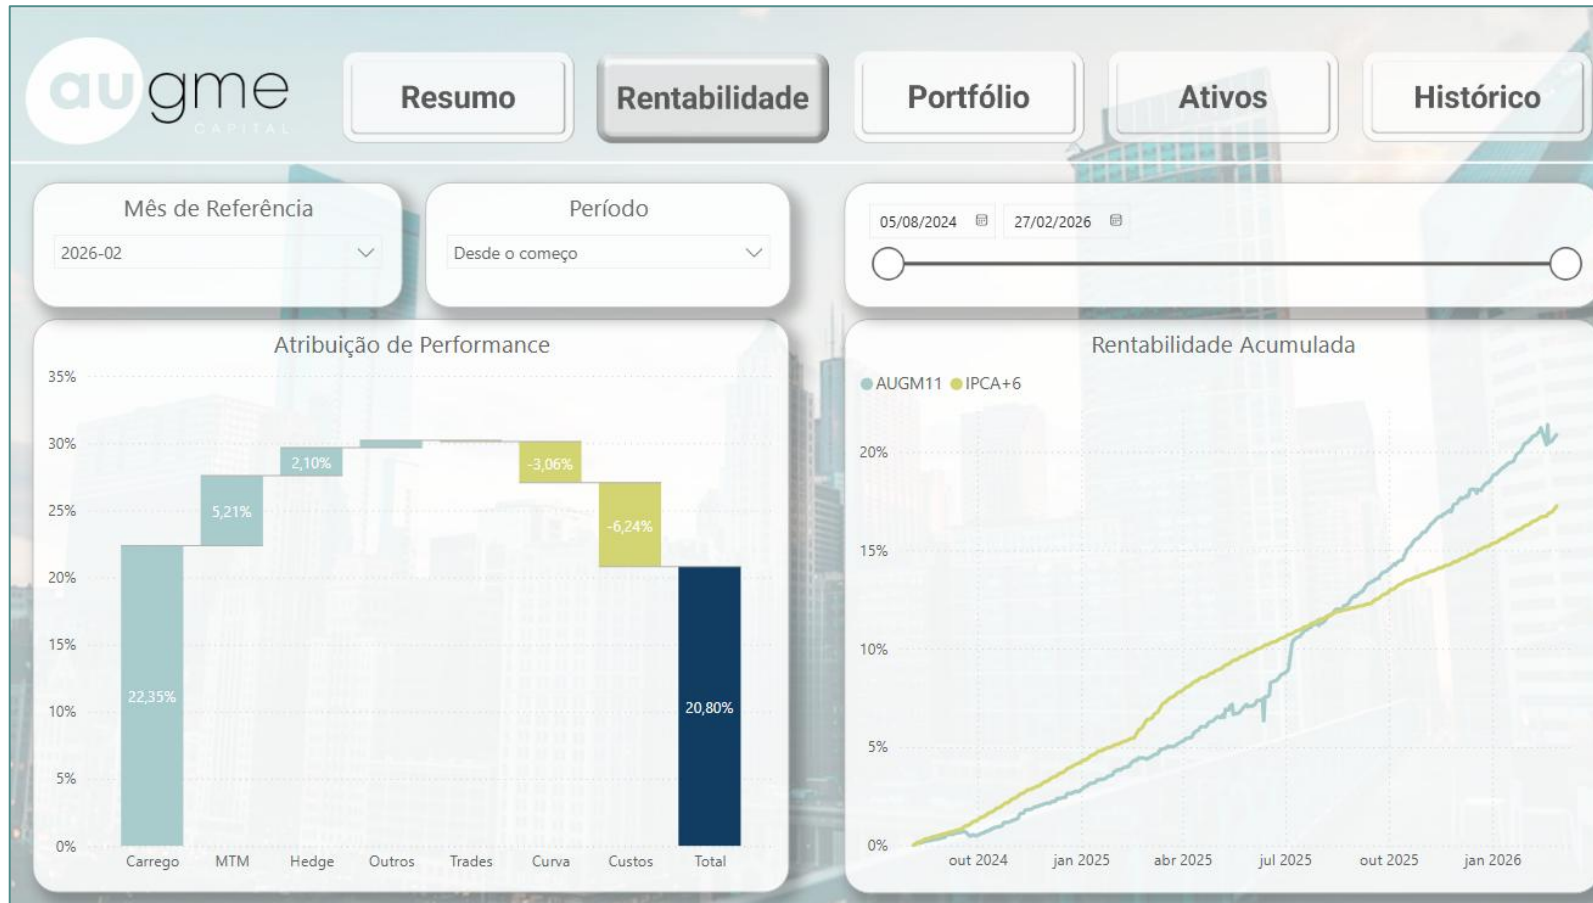 augme
CAPITAL
Resumo
Rentabilidade
Portfólio
Ativos
Histórico
Mês de Referência
2026-02
Período
Desde o começo
05/08/2024
27/02/2026
Atribuição de Performance
35%
30%
25%
20%
15%
10%
5%
0%
22,35%
5,21%
2,10%
-3,06%
-6,24%
20,80%
Carrego
MTM
Hedge
Outros
Trades
Curva
Custos
Total
Rentabilidade Acumulada
AUGM11
IPCA+6
20%
15%
10%
5%
0%
out 2024
jan 2025
abr 2025
jul 2025
out 2025
jan 2026